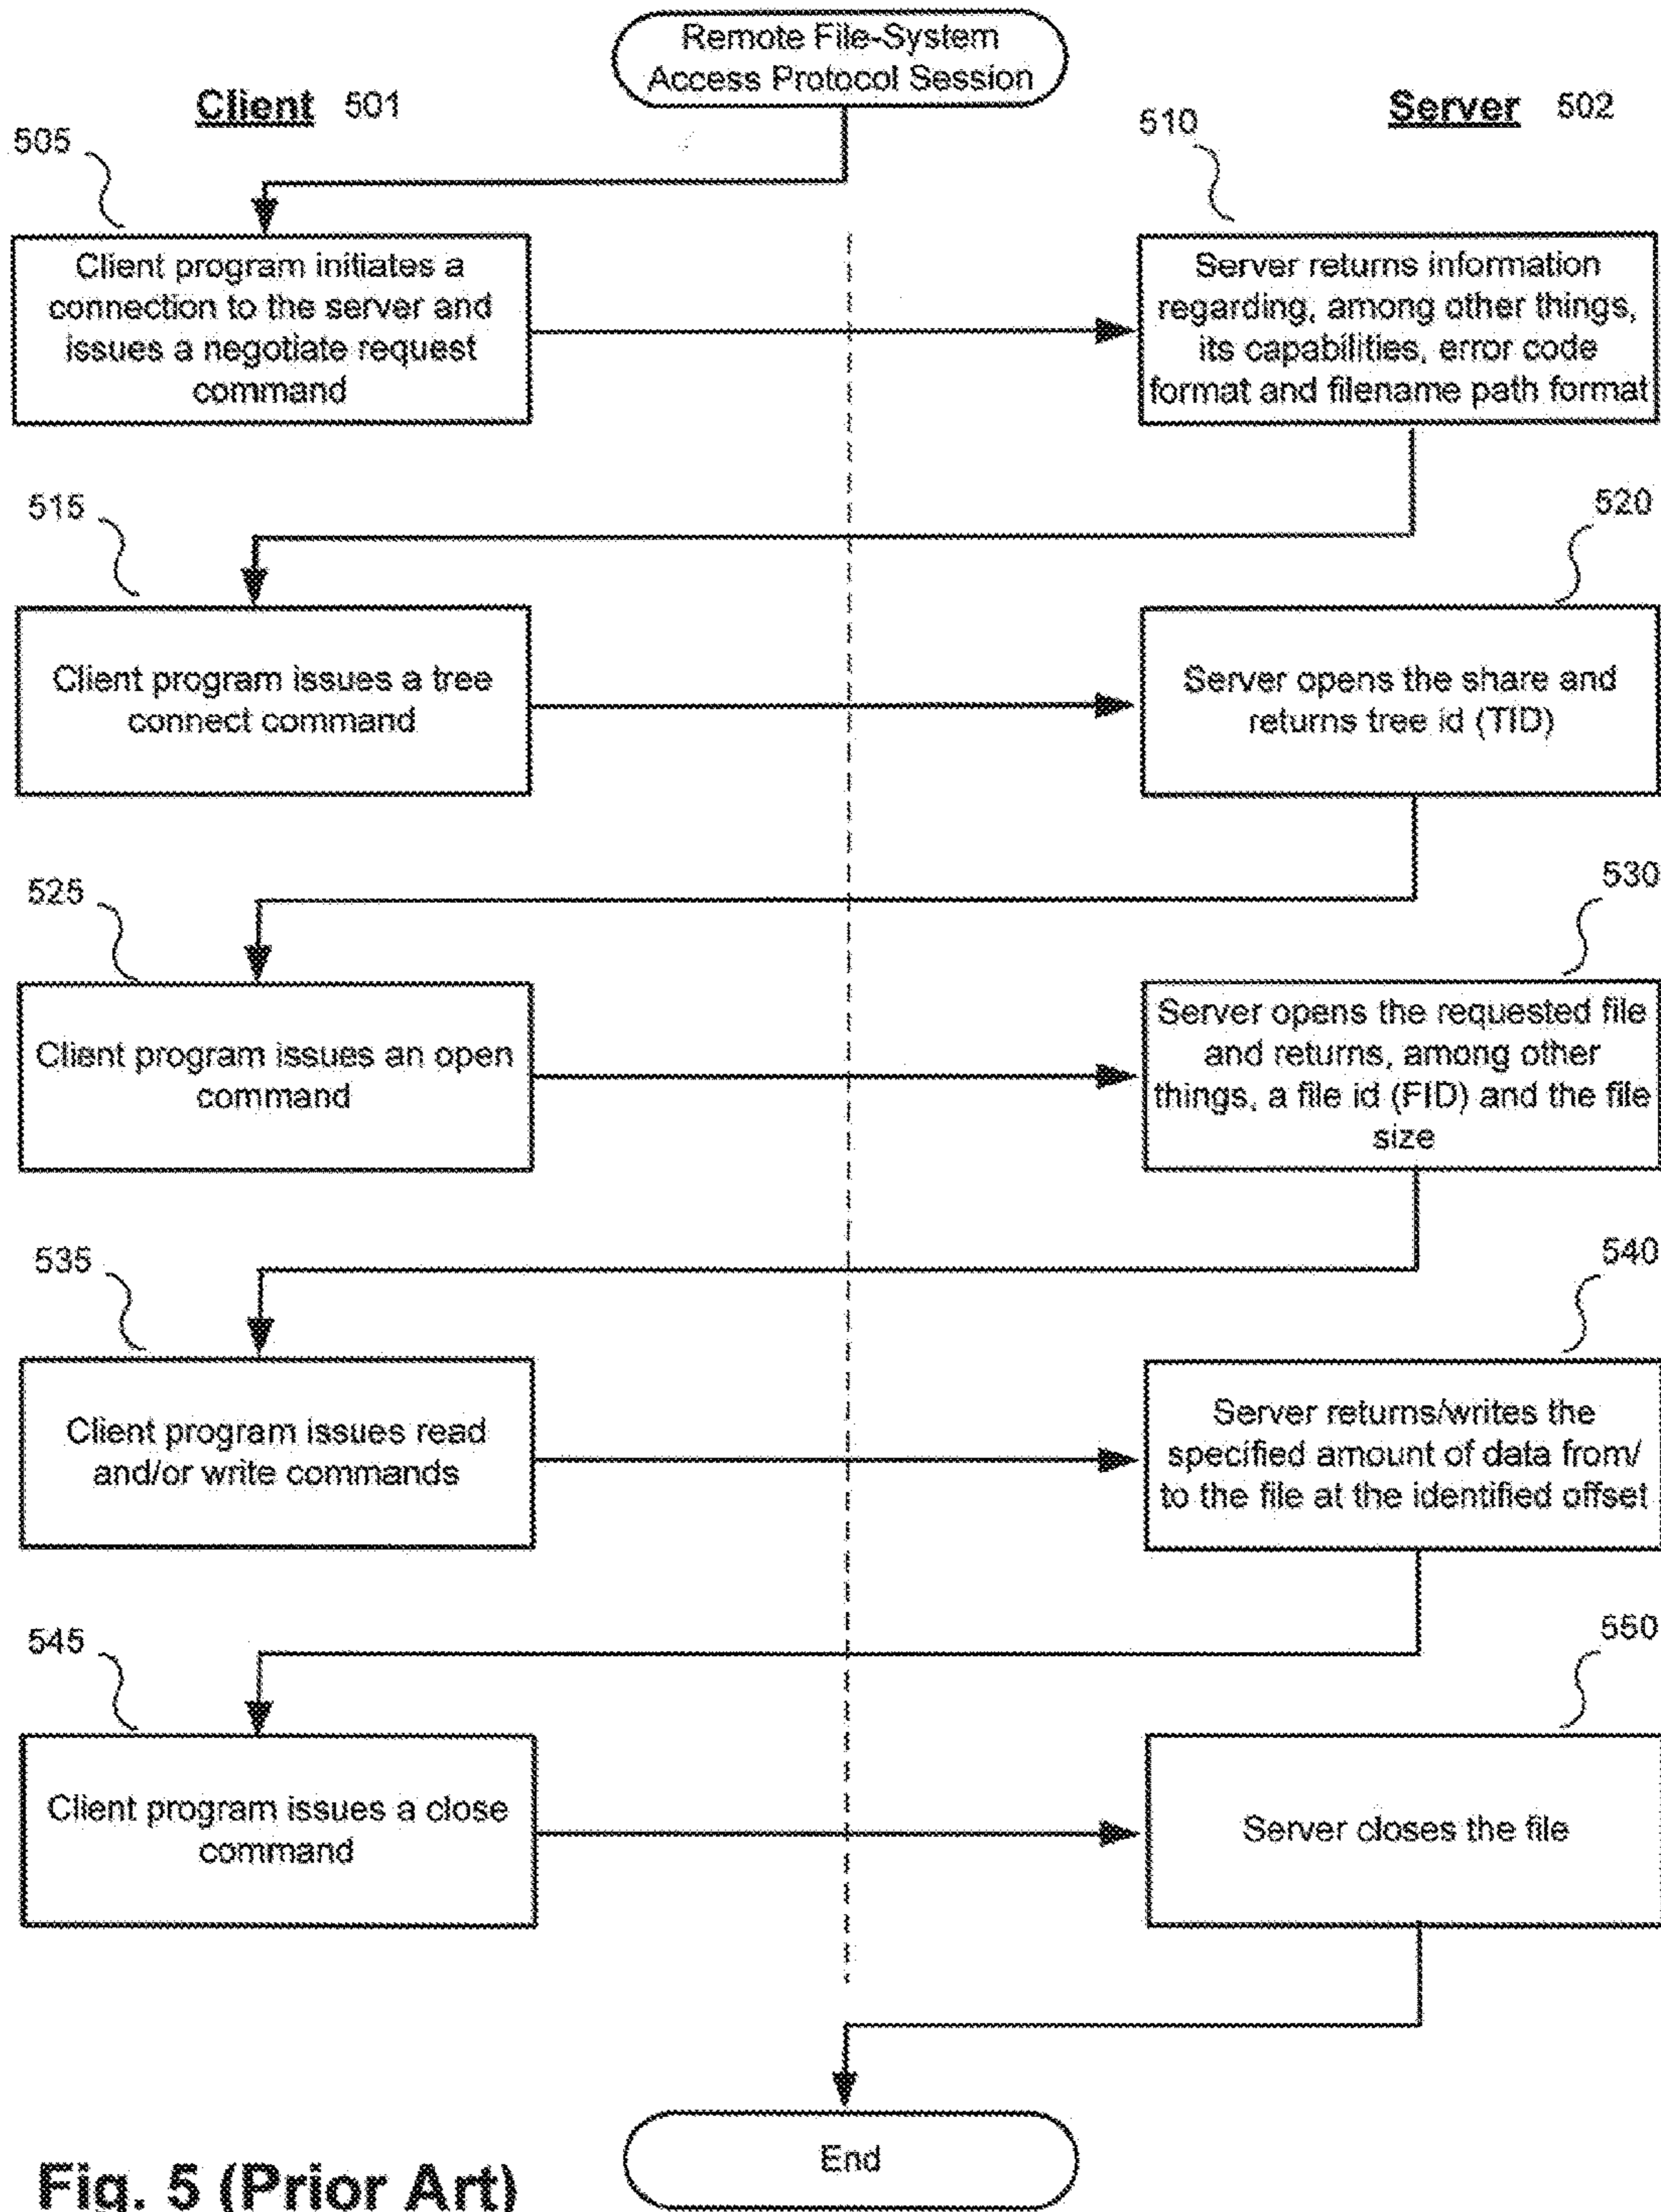 Remote File-System
Access Protocol Session
Client 501
Server 502
505
510
Client program initiates a
connection to the server and
issues a negotiate request
command
Server returns information
regarding, among other things,
its capabilities, error code
format and filename path format
515
520
Client program issues a tree
connect command
Server opens the share and
returns tree id (TID)
525
530
Client program issues an open
command
Server opens the requested file
and returns, among other
things, a file id (FID) and the file
size
535
540
Client program issues read
and/or write commands
Server returns/writes the
specified amount of data from/
to the file at the identified offset
545
550
Client program issues a close
command
Server closes the file
End
Fig. 5 (Prior Art)